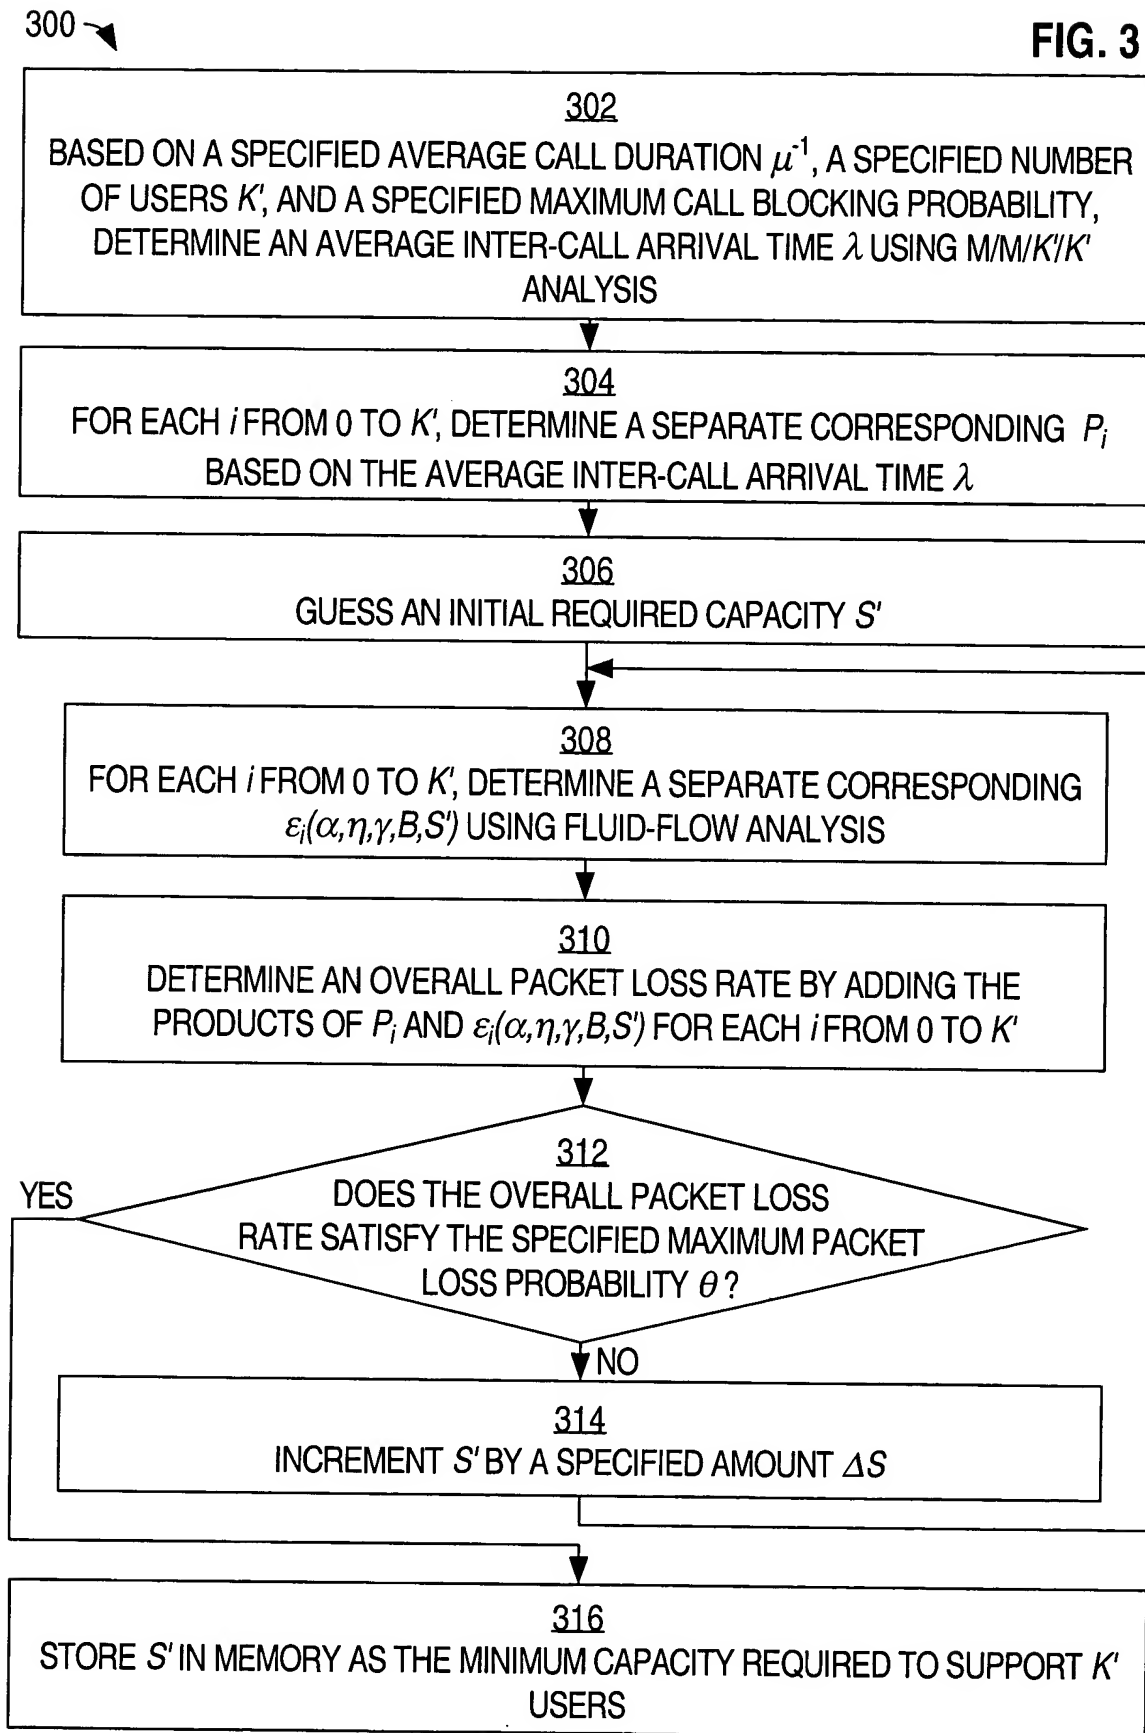 300
FIG. 3
302
BASED ON A SPECIFIED AVERAGE CALL DURATION μ⁻¹, A SPECIFIED NUMBER
OF USERS K', AND A SPECIFIED MAXIMUM CALL BLOCKING PROBABILITY,
DETERMINE AN AVERAGE INTER-CALL ARRIVAL TIME λ USING M/M/K'/K'
ANALYSIS
304
FOR EACH i FROM 0 TO K', DETERMINE A SEPARATE CORRESPONDING Pᵢ
BASED ON THE AVERAGE INTER-CALL ARRIVAL TIME λ
306
GUESS AN INITIAL REQUIRED CAPACITY S'
308
FOR EACH i FROM 0 TO K', DETERMINE A SEPARATE CORRESPONDING
εᵢ(α,η,γ,B,S') USING FLUID-FLOW ANALYSIS
310
DETERMINE AN OVERALL PACKET LOSS RATE BY ADDING THE
PRODUCTS OF Pᵢ AND εᵢ(α,η,γ,B,S') FOR EACH i FROM 0 TO K'
312
YES
DOES THE OVERALL PACKET LOSS
RATE SATISFY THE SPECIFIED MAXIMUM PACKET
LOSS PROBABILITY θ?
NO
314
INCREMENT S' BY A SPECIFIED AMOUNT ΔS
316
STORE S' IN MEMORY AS THE MINIMUM CAPACITY REQUIRED TO SUPPORT K'
USERS